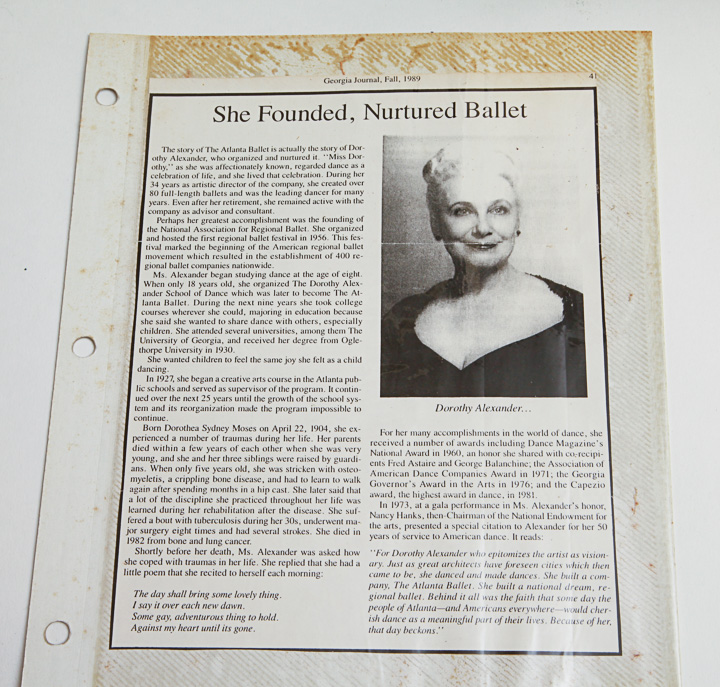 Georgia Journal, Fall, 1989
41
She Founded, Nurtured Ballet
The story of The Atlanta Ballet is actually the story of Dor-
othy Alexander, who organized and nurtured it. "Miss Dor-
othy," as she was affectionately known, regarded dance as a
celebration of life, and she lived that celebration. During her
34 years as artistic director of the company, she created over
80 full-length ballets and was the leading dancer for many
years. Even after her retirement, she remained active with the
company as advisor and consultant.
Perhaps her greatest accomplishment was the founding of
the National Association for Regional Ballet. She organized
and hosted the first regional ballet festival in 1956. This fes-
tival marked the beginning of the American regional ballet
movement which resulted in the establishment of 400 re-
gional ballet companies nationwide.
Ms. Alexander began studying dance at the age of eight.
When only 18 years old, she organized The Dorothy Alex-
ander School of Dance which was later to become The At-
lanta Ballet. During the next nine years she took college
courses wherever she could, majoring in education because
she said she wanted to share dance with others, especially
children. She attended several universities, among them The
University of Georgia, and received her degree from Ogle-
thorpe University in 1930.
She wanted children to feel the same joy she felt as a child
dancing.
In 1927, she began a creative arts course in the Atlanta pub-
lic schools and served as supervisor of the program. It contin-
ued over the next 25 years until the growth of the school sys-
tem and its reorganization made the program impossible to
continue.
Born Dorothea Sydney Moses on April 22, 1904, she ex-
perienced a number of traumas during her life. Her parents
died within a few years of each other when she was very
young, and she and her three siblings were raised by guardi-
ans. When only five years old, she was stricken with osteo-
myeletis, a crippling bone disease, and had to learn to walk
again after spending months in a hip cast. She later said that
a lot of the discipline she practiced throughout her life was
learned during her rehabilitation after the disease. She suf-
fered a bout with tuberculosis during her 30s, underwent ma-
jor surgery eight times and had several strokes. She died in
1982 from bone and lung cancer.
Shortly before her death, Ms. Alexander was asked how
she coped with traumas in her life. She replied that she had a
little poem that she recited to herself each morning:
The day shall bring some lovely thing.
I say it over each new dawn.
Some gay, adventurous thing to hold.
Against my heart until its gone.
Dorothy Alexander...
For her many accomplishments in the world of dance, she
received a number of awards including Dance Magazine's
National Award in 1960, an honor she shared with co-recipi-
ents Fred Astaire and George Balanchine; the Association of
American Dance Companies Award in 1971; the Georgia
Governor's Award in the Arts in 1976; and the Capezio
award, the highest award in dance, in 1981.
In 1973, at a gala performance in Ms. Alexander's honor,
Nancy Hanks, then-Chairman of the National Endowment for
the arts, presented a special citation to Alexander for her 50
years of service to American dance. It reads:
"For Dorothy Alexander who epitomizes the artist as vision-
ary. Just as great architects have foreseen cities which then
came to be, she danced and made dances. She built a com-
pany, The Atlanta Ballet. She built a national dream, re-
gional ballet. Behind it all was the faith that some day the
people of Atlanta—and Americans everywhere—would cher-
ish dance as a meaningful part of their lives. Because of her,
that day beckons."